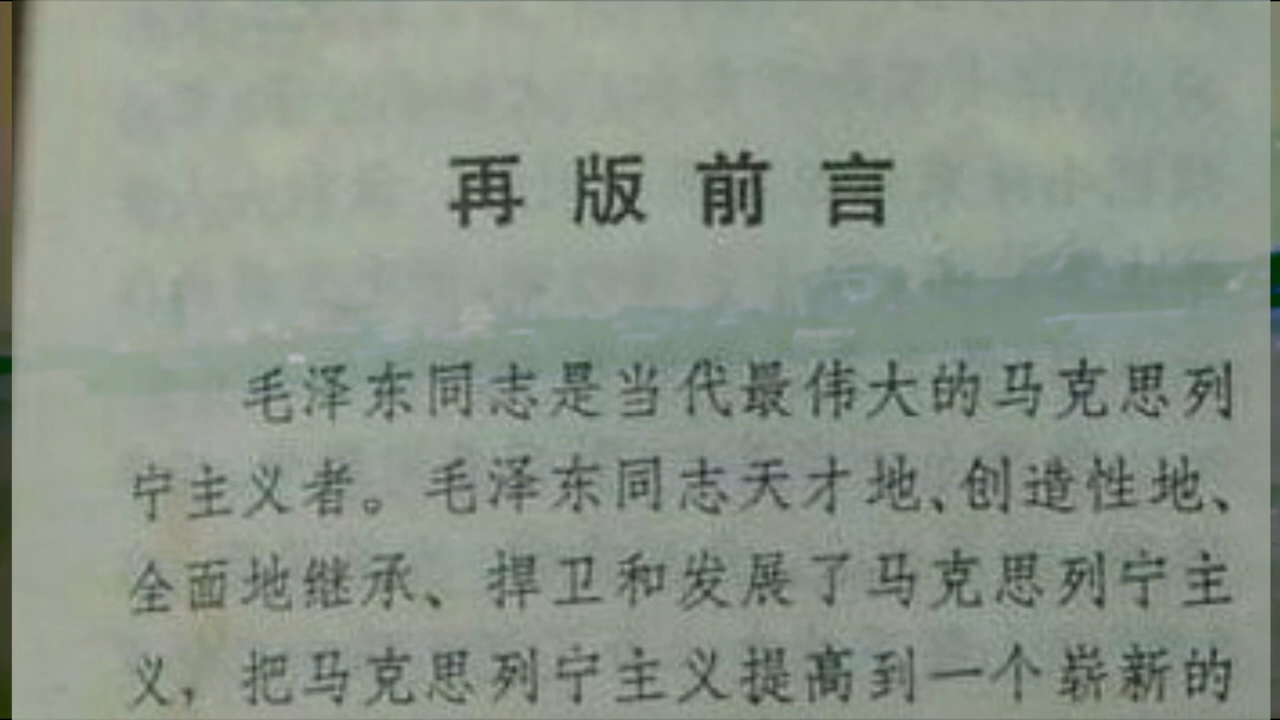 再版前言
毛泽东同志是当代最伟大的马克思列
宁主义者。毛泽东同志天才地、创造性地、
全面地继承、捍卫和发展了马克思列宁主
义，把马克思列宁主义提高到一个崭新的